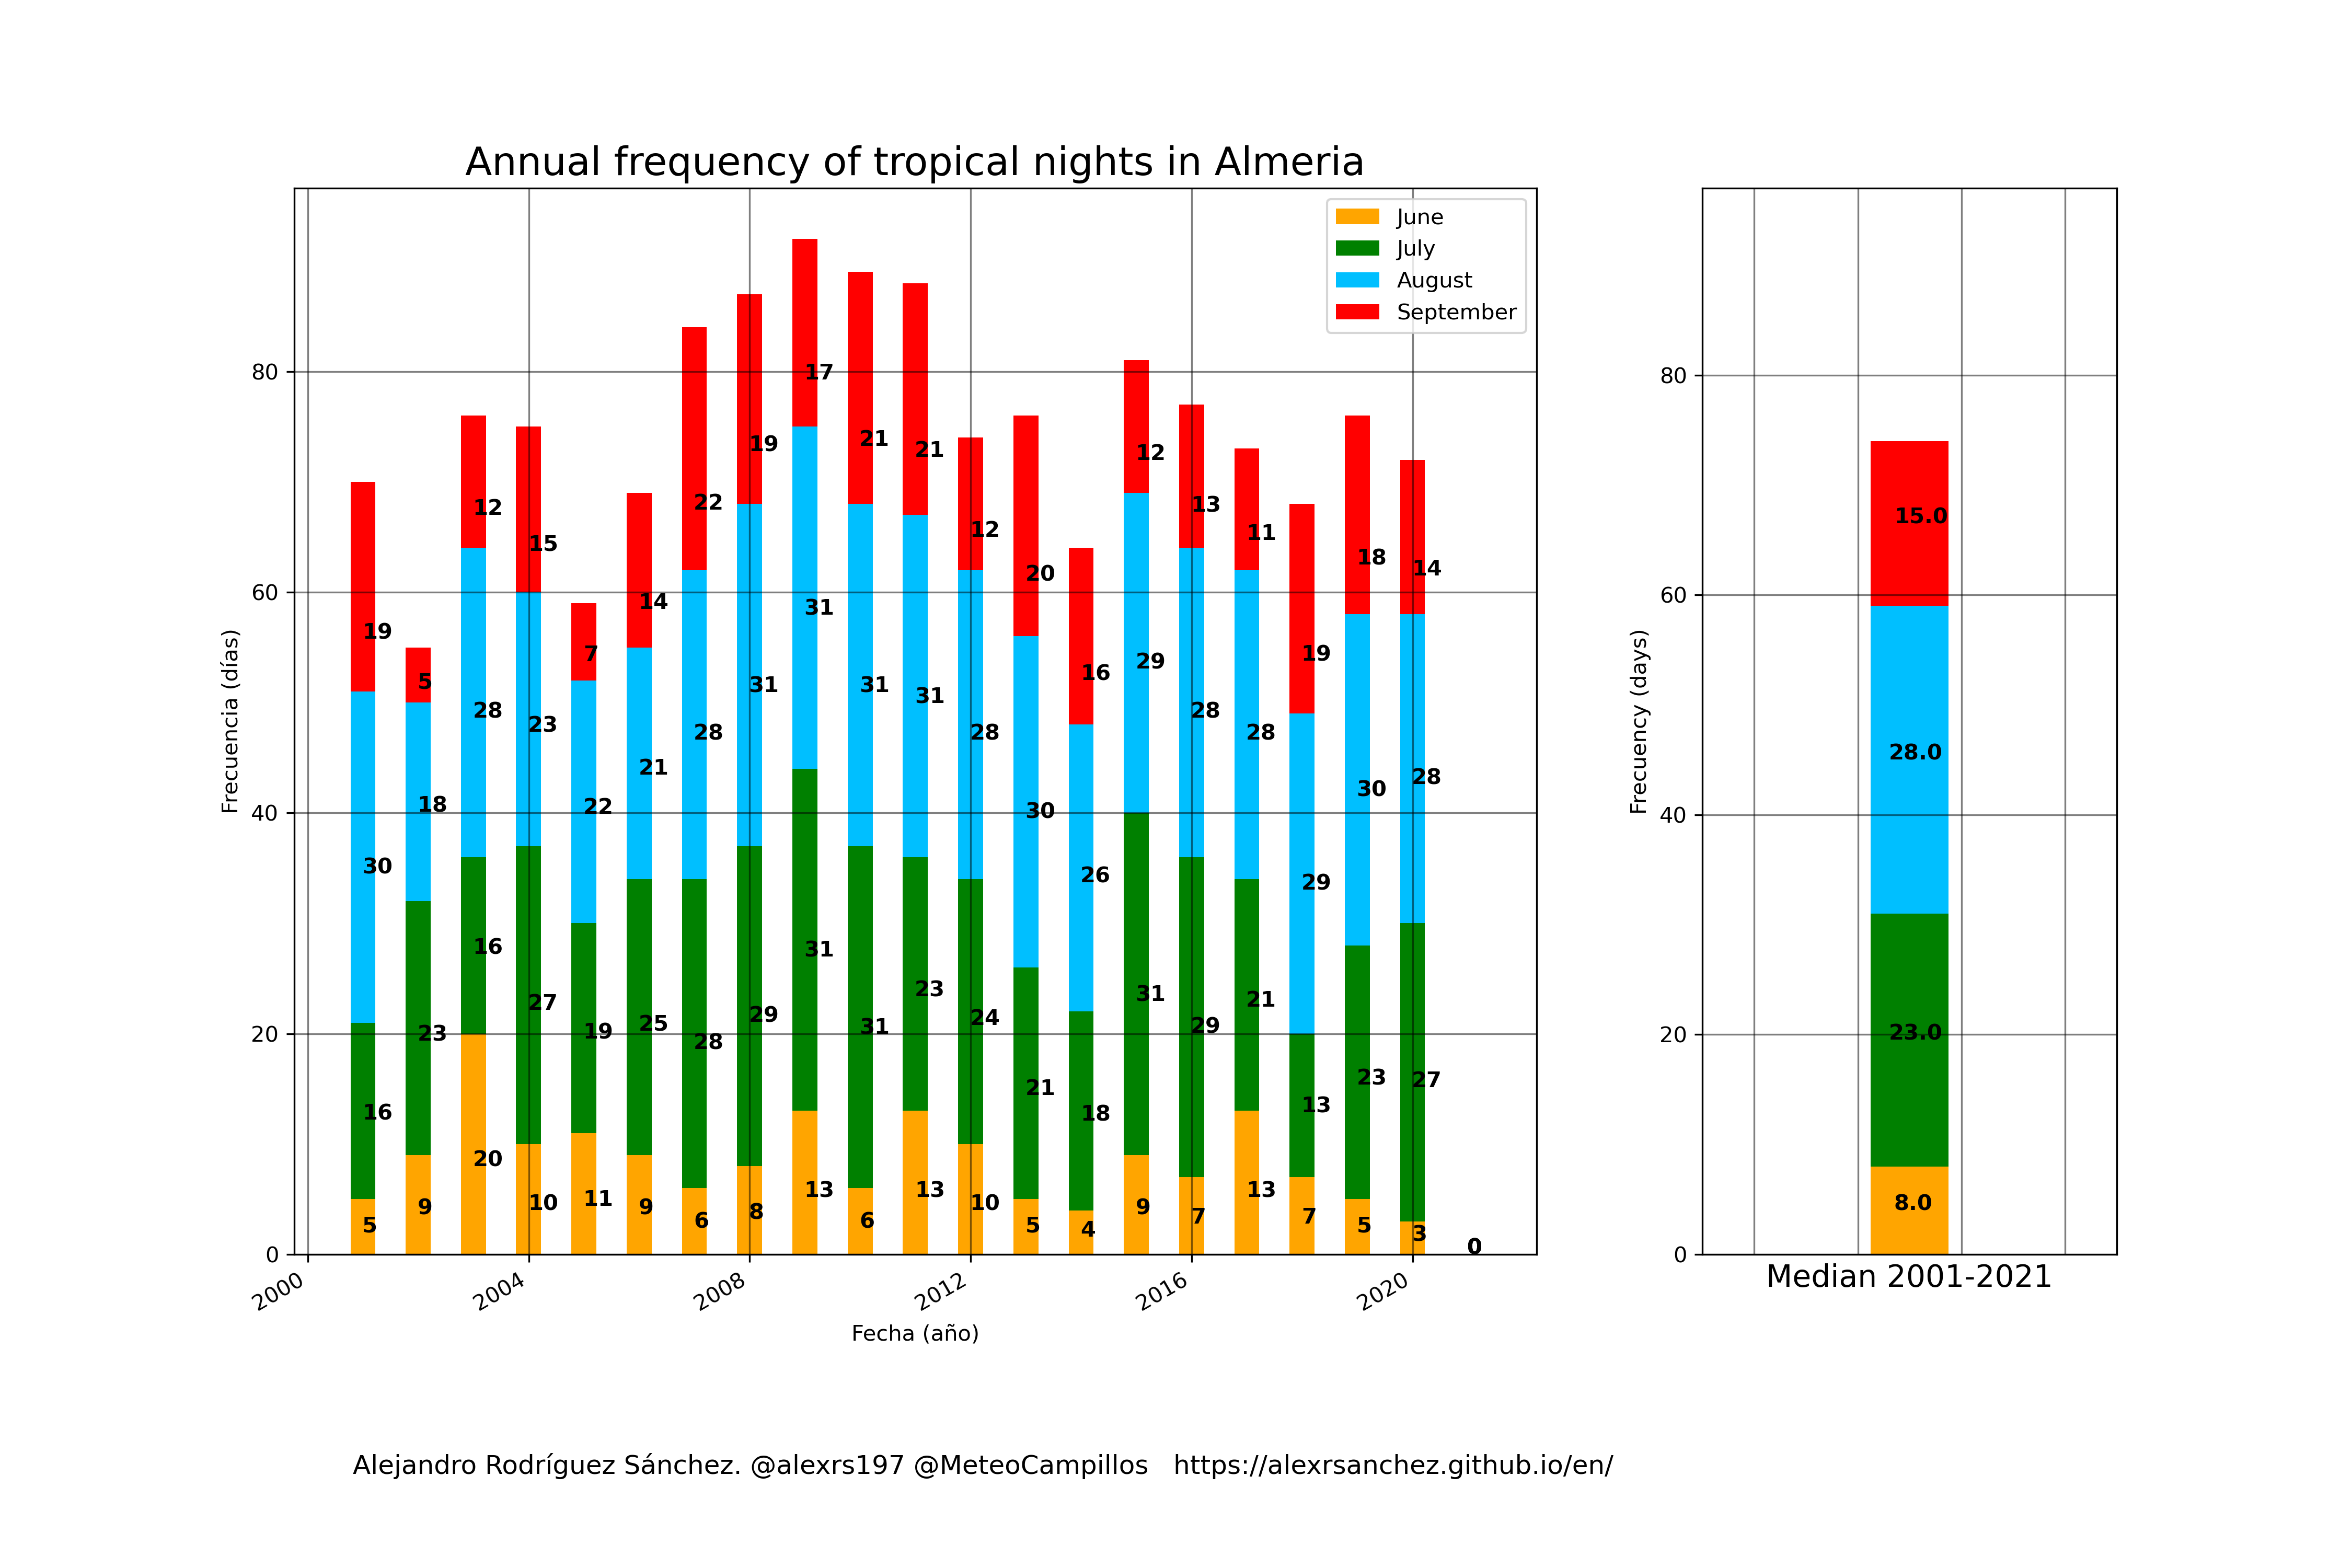 Annual frequency of tropical nights in Almeria
June
July
August
September
Frecuencia (días)
80
60
40
20
0
17
19 21 21
22 12
12 12 13 18
15 20 11 14
19 14 16 19
5 7
31
28 23 31 31 31 29 28 28 30 28
18 22 21 28 28 30 26 29
30
31
16 27 29 23 24 31 29 21
23 19 25 28 31 21 18 13 23 27
16
20 13 13 13
5 9 10 11 9 6 8 6 10 5 4 9 7 7 5 3 0
2000 2004 2008 2012 2016 2020
Fecha (año)
Frecuency (days)
80
60
40
20
0
15.0
28.0
23.0
8.0
Median 2001-2021
Alejandro Rodríguez Sánchez. @alexrs197 @MeteoCampillos https://alexrsanchez.github.io/en/